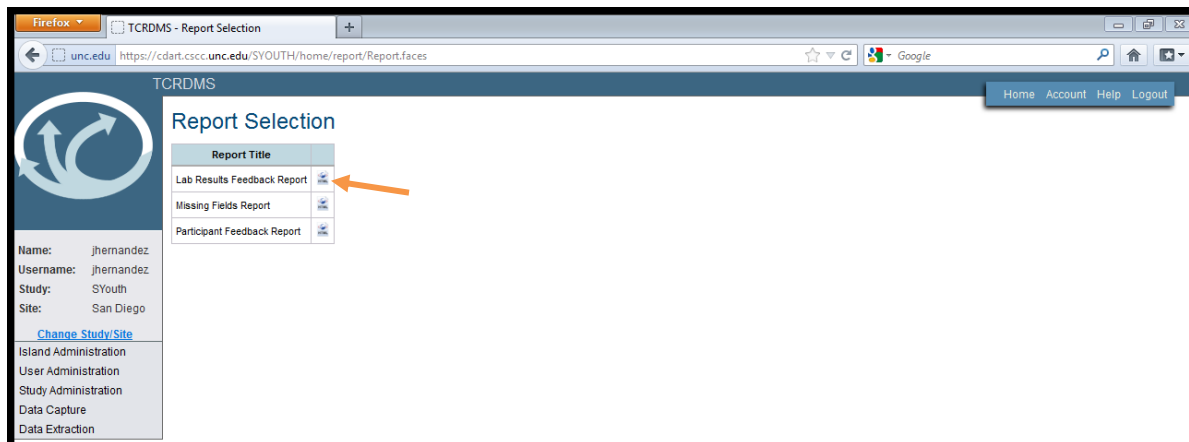 Firefox
TCRDMS - Report Selection
+
unc.edu https://cdart.cscc.unc.edu/SYOUTH/home/report/Report.faces
Google
TCRDMS
Home Account Help Logout
Report Selection
Report Title
Lab Results Feedback Report
Missing Fields Report
Participant Feedback Report
Name: jhernandez
Username: jhernandez
Study: SYouth
Site: San Diego
Change Study/Site
Island Administration
User Administration
Study Administration
Data Capture
Data Extraction